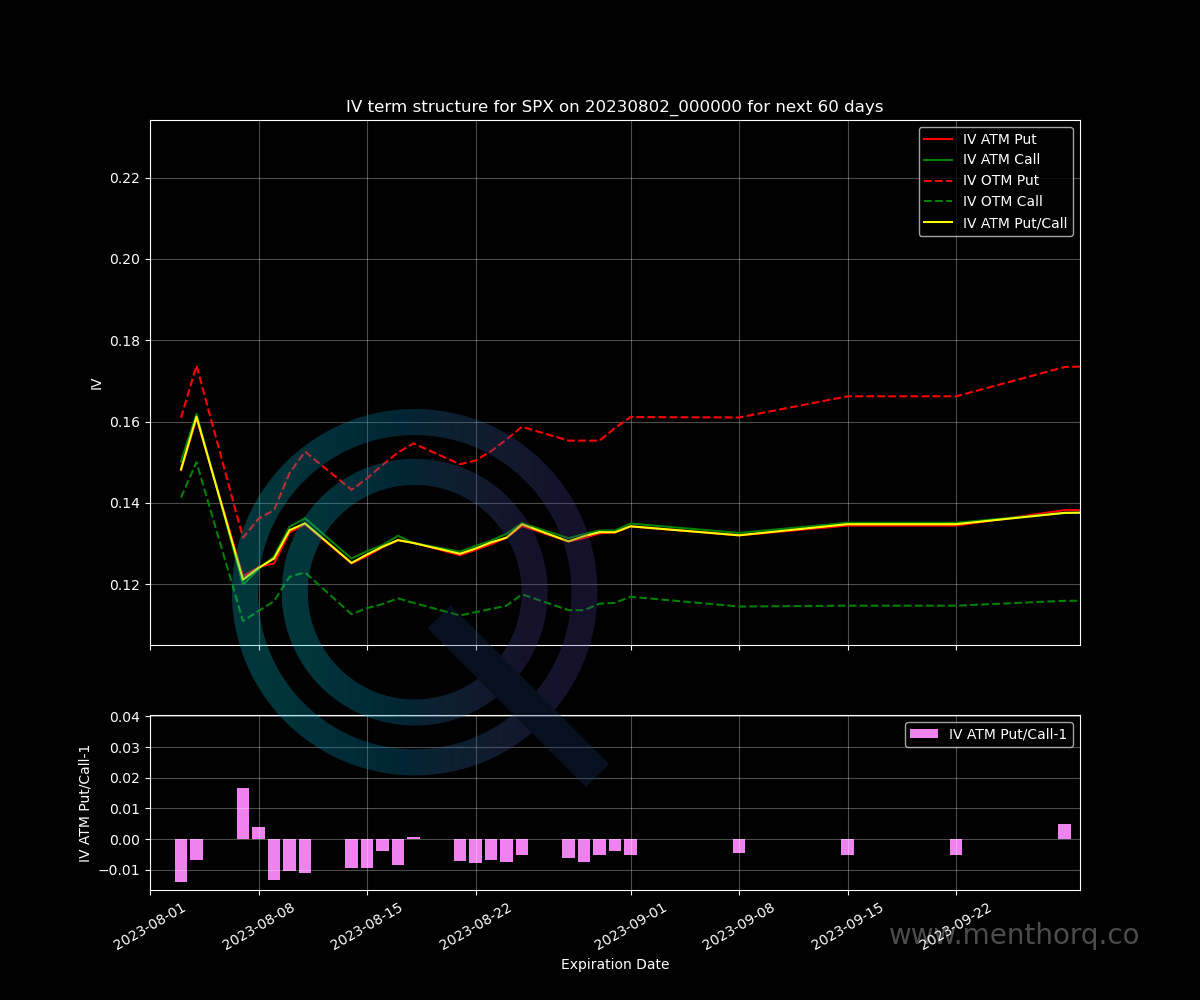 IV term structure for SPX on 20230802_000000 for next 60 days
IV ATM Put
IV ATM Call
IV OTM Put
IV OTM Call
IV ATM Put/Call
0.22
0.20
0.18
0.16
0.14
0.12
IV
IV ATM Put/Call-1
0.04
0.03
0.02
0.01
0.00
−0.01
IV ATM Put/Call-1
2023-08-01
2023-08-08
2023-08-15
2023-08-22
2023-09-01
2023-09-08
2023-09-15
2023-09-22
www.menthorq.co
Expiration Date